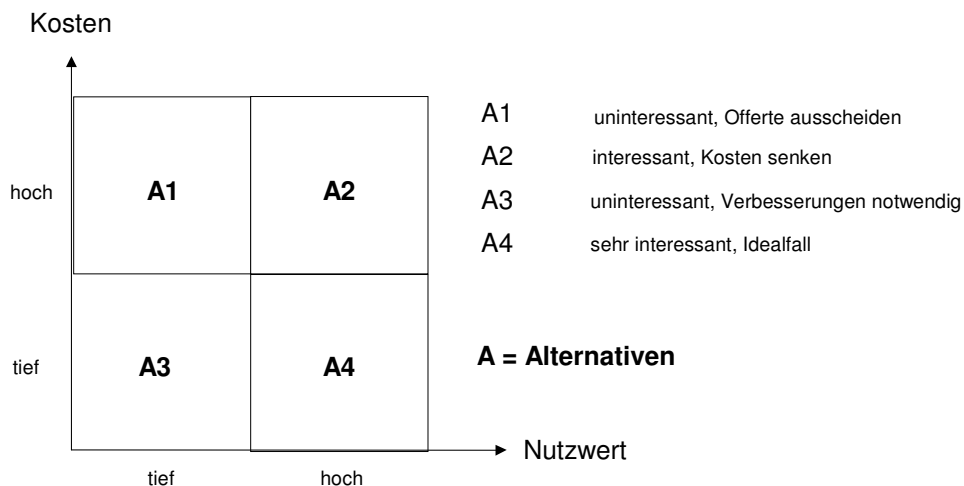 Kosten
A1 uninteressant, Offerte ausscheiden
A2 interessant, Kosten senken
hoch A1 A2
A3 uninteressant, Verbesserungen notwendig
A4 sehr interessant, Idealfall
tief A3 A4
A = Alternativen
Nutzwert
tief hoch